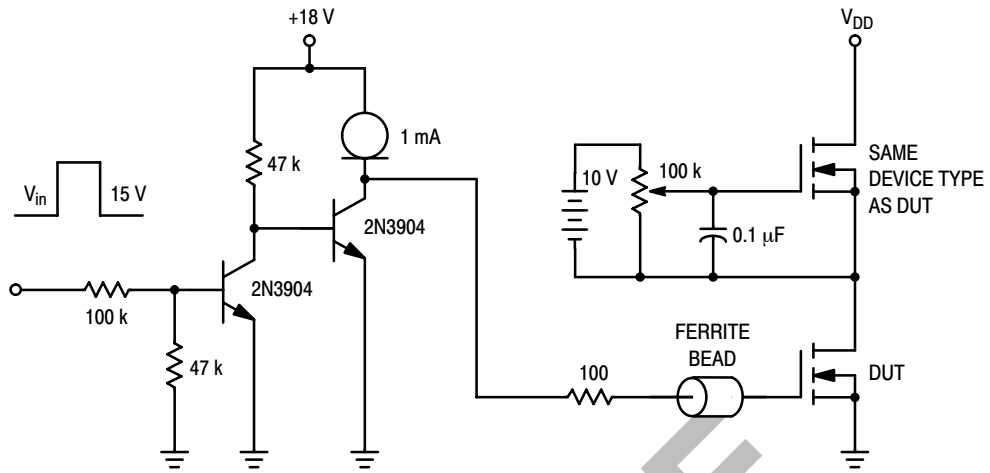 +18 V
V_DD
1 mA
47 k
V_in
15 V
2N3904
2N3904
100 k
47 k
10 V
100 k
0.1 μF
SAME
DEVICE TYPE
AS DUT
FERRITE
BEAD
100
DUT